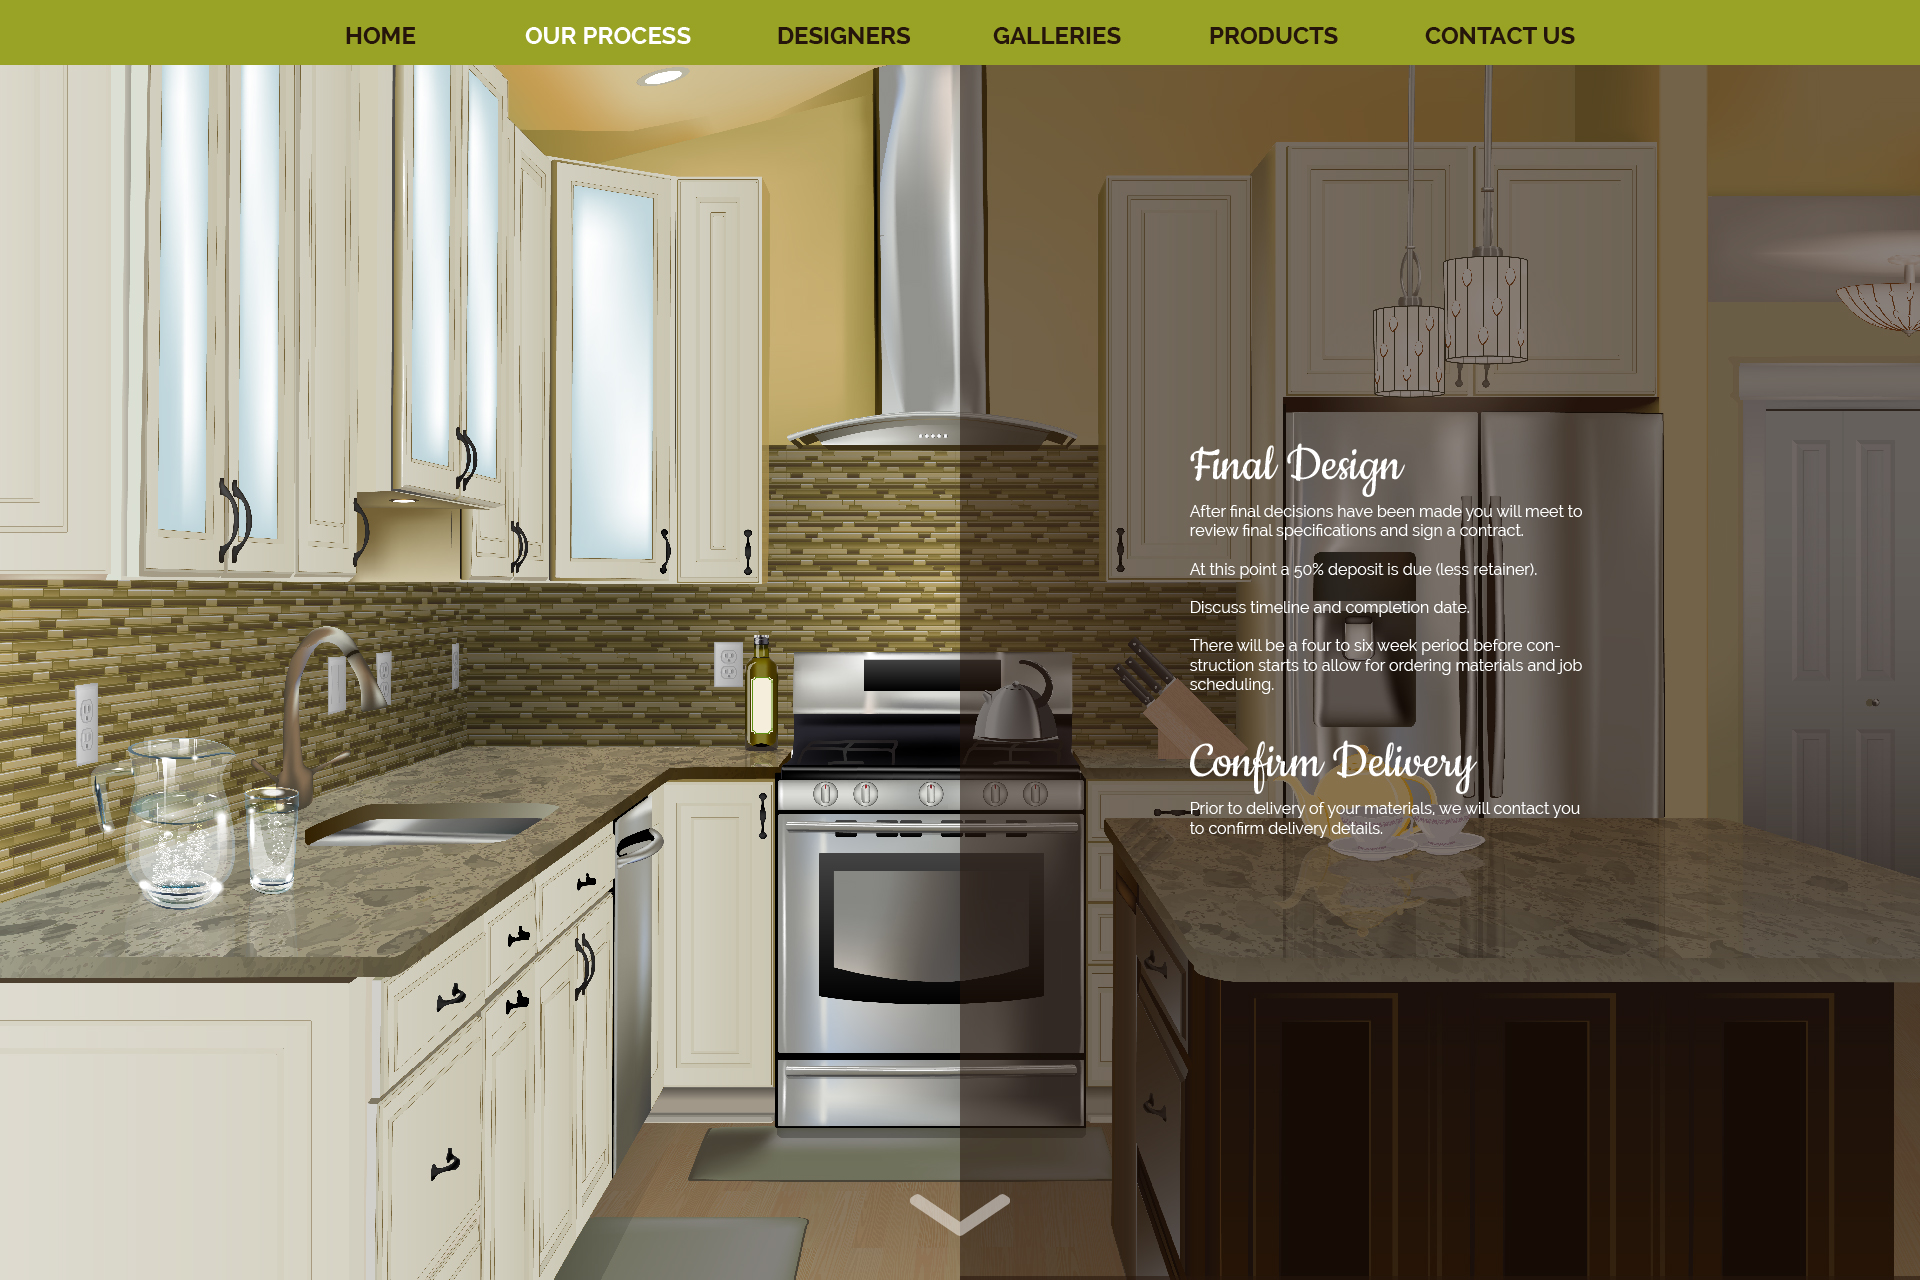 HOME OUR PROCESS DESIGNERS GALLERIES PRODUCTS CONTACT US
Final Design
After final decisions have been made you will meet to
review final specifications and sign a contract.
At this point a 50% deposit is due (less retainer).
Discuss timeline and completion date.
There will be a four to six week period before con-
struction starts to allow for ordering materials and job
scheduling.
Confirm Delivery
Prior to delivery of your materials, we will contact you
to confirm delivery details.